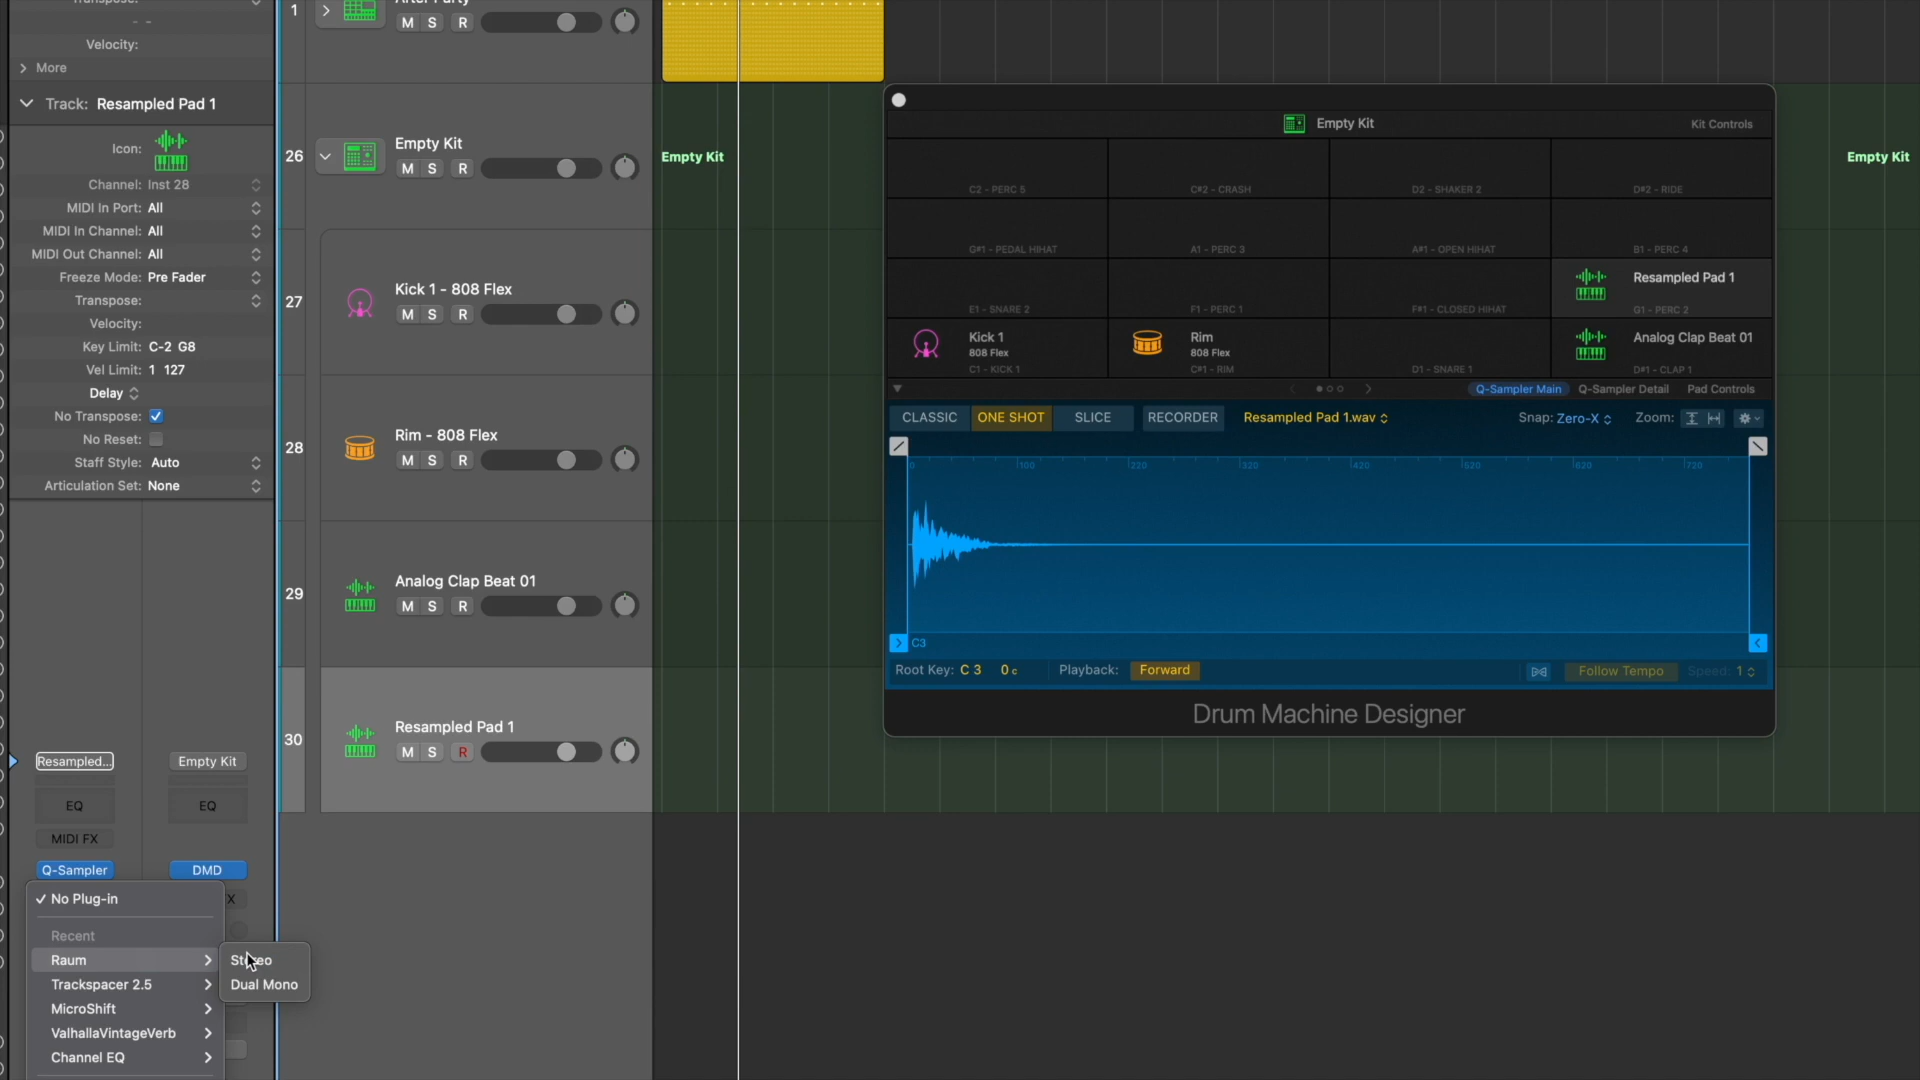 Velocity:
More
Track: Resampled Pad 1
Icon:
Channel: Inst 28
MIDI In Port: All
MIDI In Channel: All
MIDI Out Channel: All
Freeze Mode: Pre Fader
Transpose:
Velocity:
Key Limit: C-2 G8
Vel Limit: 1 127
Delay
No Transpose:
No Reset:
Staff Style: Auto
Articulation Set: None
Resampled...
Empty Kit
EQ
EQ
MIDI FX
Q-Sampler
DMD
No Plug-in
Recent
Raum
Trackspacer 2.5
MicroShift
ValhallaVintageVerb
Channel EQ
Dual Mono
1
M S R
26
Empty Kit
M S R
27
Kick 1 - 808 Flex
M S R
28
Rim - 808 Flex
M S R
29
Analog Clap Beat 01
M S R
30
Resampled Pad 1
M S R
Empty Kit
Empty Kit
Empty Kit
Kit Controls
C2 - PERC 5
C#2 - CRASH
D2 - SHAKER 2
D#2 - RIDE
G#1 - PEDAL HIHAT
A1 - PERC 3
A#1 - OPEN HIHAT
B1 - PERC 4
E1 - SNARE 2
F1 - PERC 1
F#1 - CLOSED HIHAT
Resampled Pad 1
G1 - PERC 2
Kick 1
808 Flex
C1 - KICK 1
Rim
808 Flex
C#1 - RIM
D1 - SNARE 1
Analog Clap Beat 01
D#1 - CLAP 1
Q-Sampler Main Q-Sampler Detail Pad Controls
CLASSIC ONE SHOT SLICE RECORDER Resampled Pad 1.wav Snap: Zero-X Zoom:
0 100 220 320 420 520 620 720
C3
Root Key: C 3 0 c Playback: Forward Follow Tempo Speed: 1
Drum Machine Designer